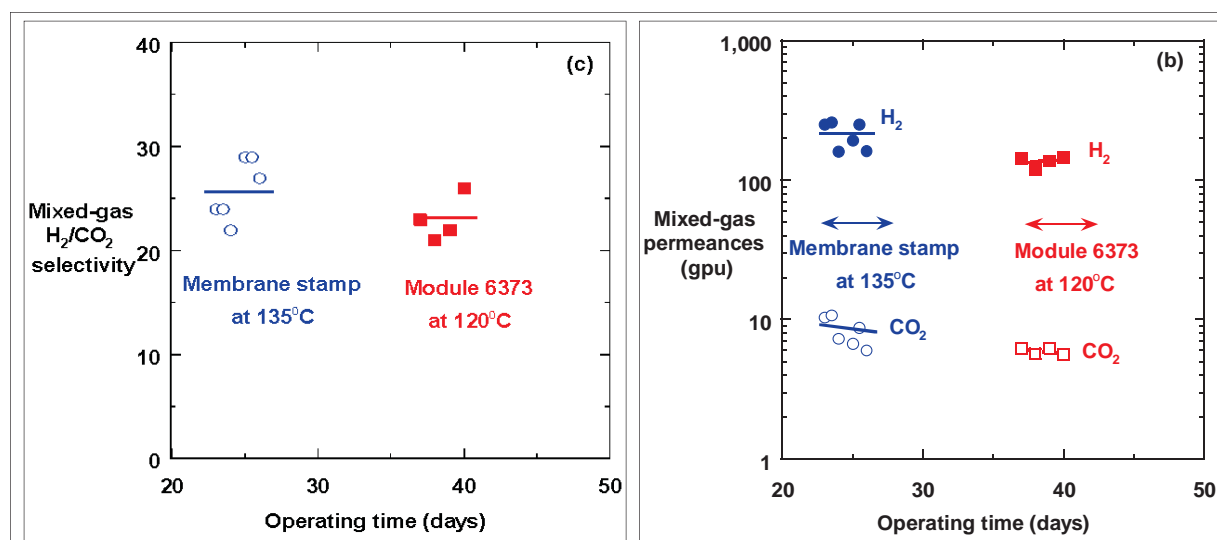 40
(c)
30
Mixed-gas
H₂/CO₂
selectivity
20
Membrane stamp
at 135⁰C
Module 6373
at 120⁰C
10
0
20
30
40
50
Operating time (days)
1,000
(b)
H₂
H₂
100
Mixed-gas
permeances
(gpu)
Membrane stamp
at 135°C
Module 6373
at 120°C
10
CO₂
CO₂
1
20
30
40
50
Operating time (days)